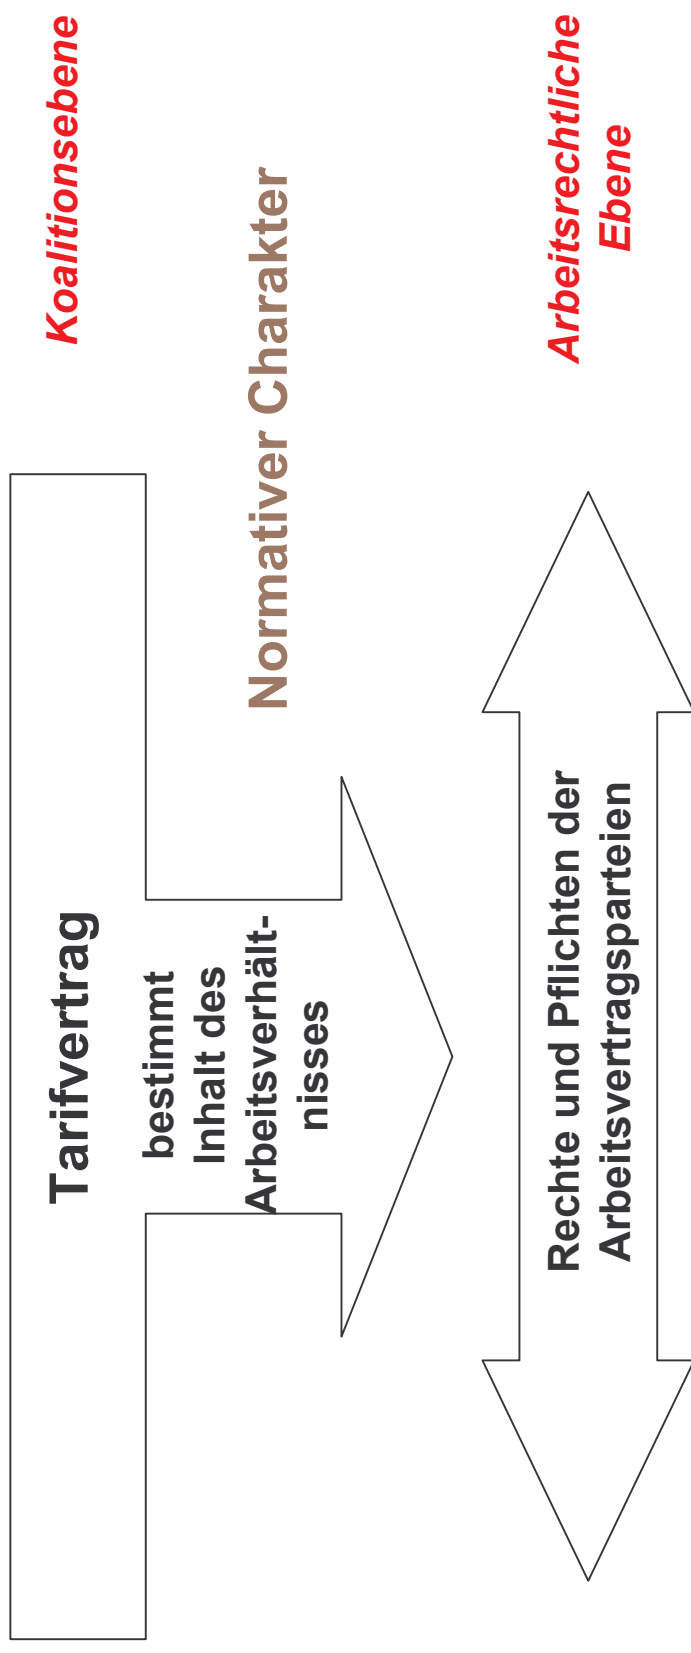 Tarifvertrag
Koalitionsebene
bestimmt
Inhalt des
Arbeitsverhält-
nisses
Normativer Charakter
Rechte und Pflichten der
Arbeitsvertragsparteien
Arbeitsrechtliche
Ebene